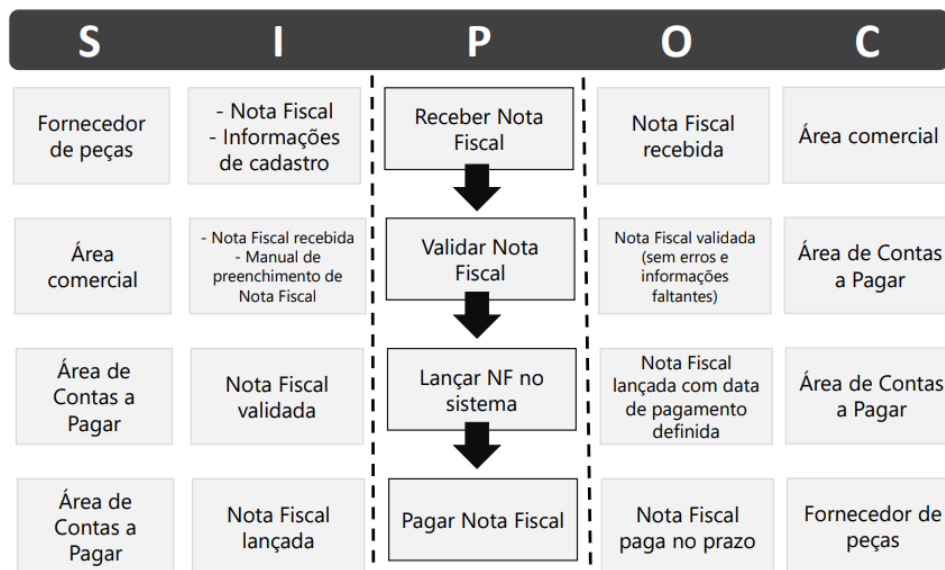 S I P O C
Fornecedor
de peças
- Nota Fiscal
- Informações
de cadastro
Receber Nota
Fiscal
Nota Fiscal
recebida
Área comercial
Área
comercial
- Nota Fiscal recebida
- Manual de
preenchimento de
Nota Fiscal
Validar Nota
Fiscal
Nota Fiscal validada
(sem erros e
informações
faltantes)
Área de Contas
a Pagar
Área de
Contas a
Pagar
Nota Fiscal
validada
Lançar NF no
sistema
Nota Fiscal
lançada com data
de pagamento
definida
Área de Contas
a Pagar
Área de
Contas a
Pagar
Nota Fiscal
lançada
Pagar Nota Fiscal
Nota Fiscal
paga no prazo
Fornecedor de
peças